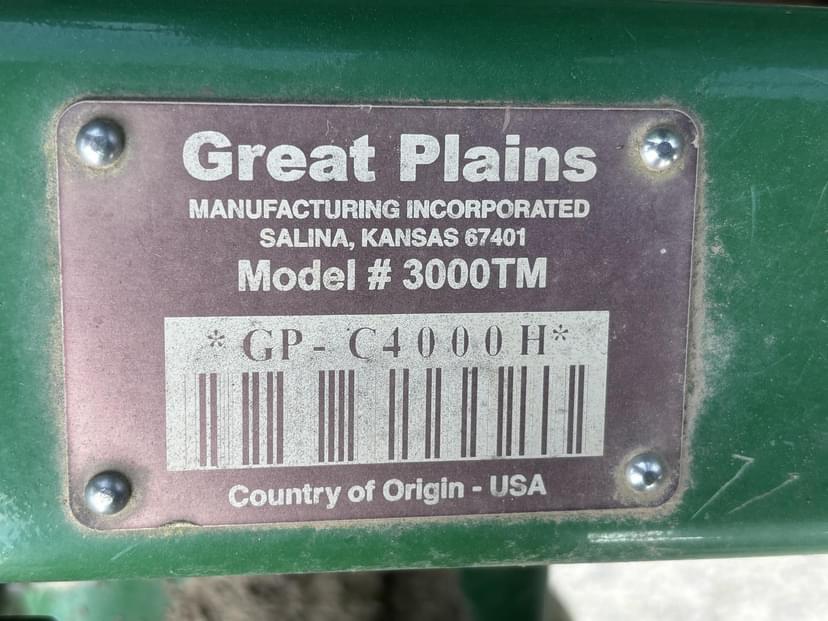 Great Plains
MANUFACTURING INCORPORATED
SALINA, KANSAS 67401
Model # 3000TM
*GP- C4000H*
Country of Origin - USA